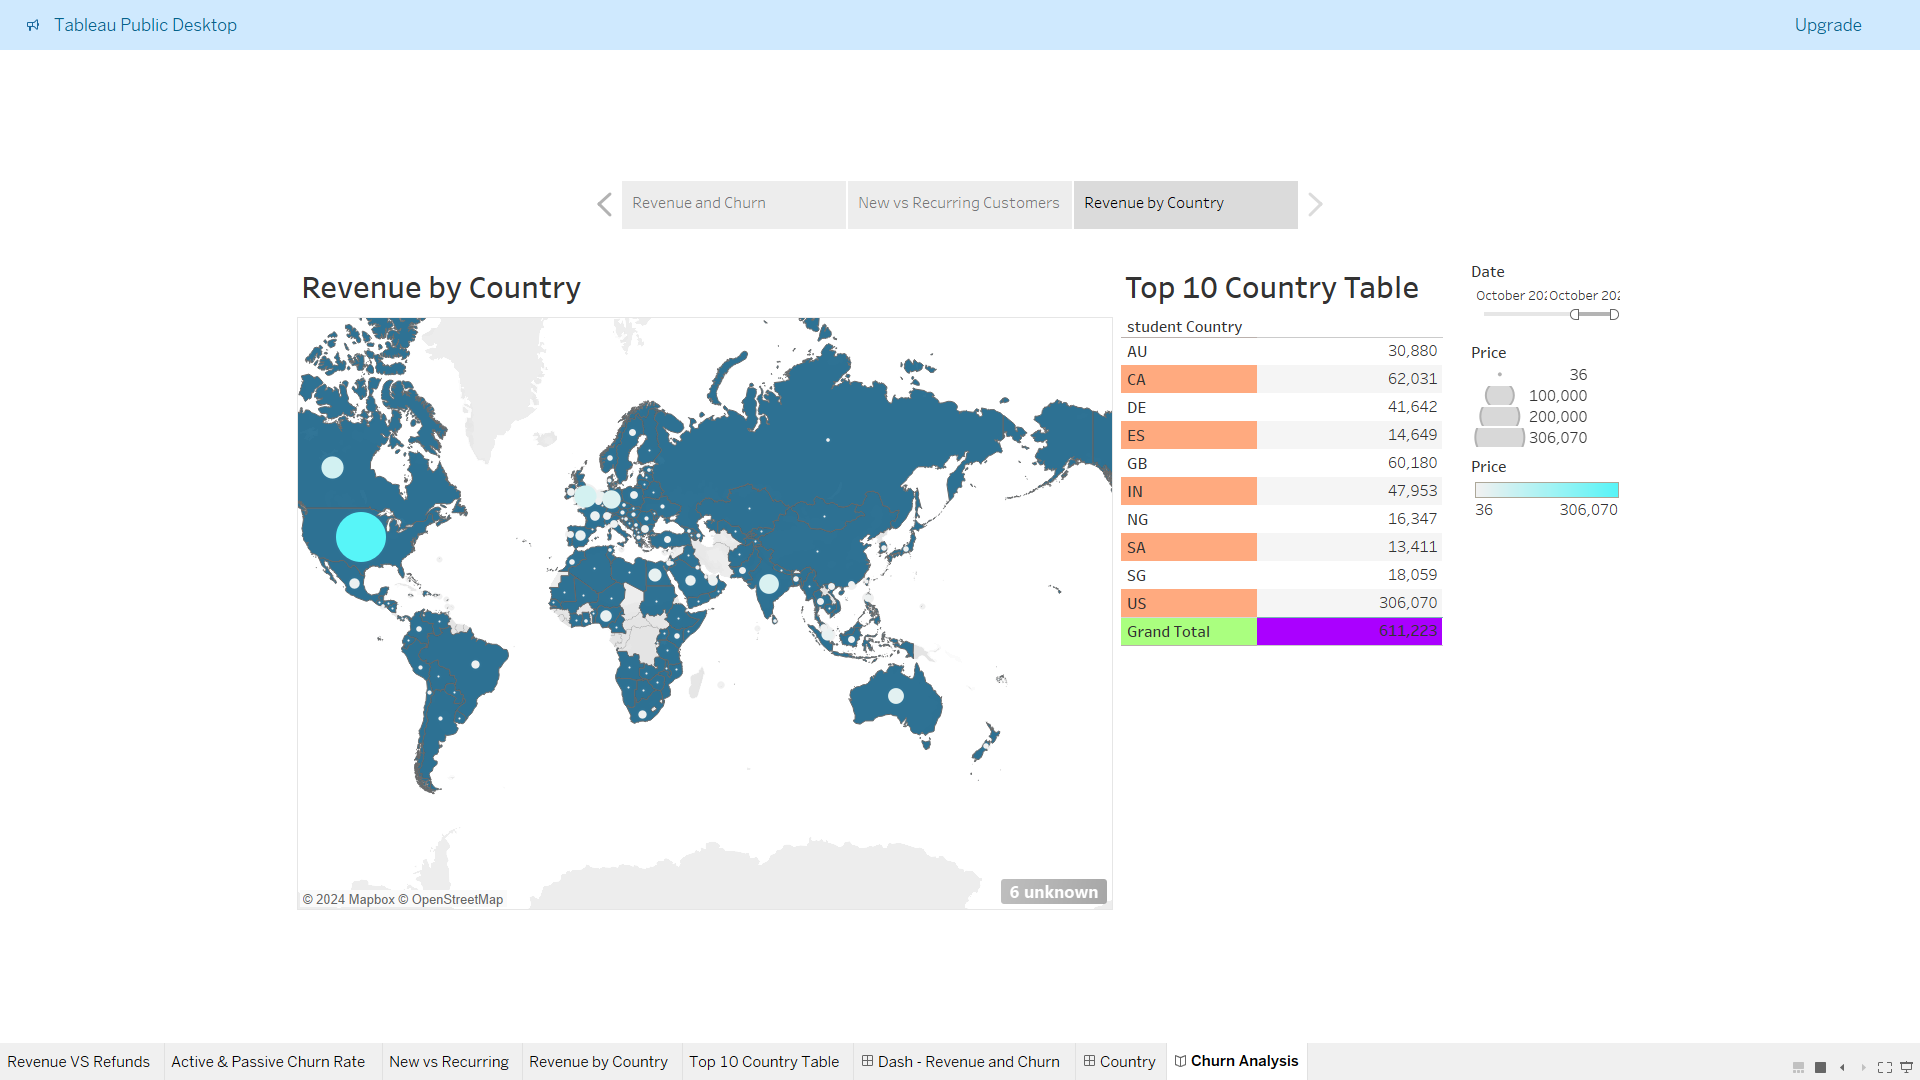 Tableau Public Desktop
Upgrade
Revenue and Churn
New vs Recurring Customers
Revenue by Country
Revenue by Country
Top 10 Country Table
student Country
AU 30,880
CA 62,031
DE 41,642
ES 14,649
GB 60,180
IN 47,953
NG 16,347
SA 13,411
SG 18,059
US 306,070
Grand Total 611,223
Date
October 202
October 202
Price
36
100,000
200,000
306,070
Price
36 306,070
© 2024 Mapbox © OpenStreetMap
6 unknown
Revenue VS Refunds
Active & Passive Churn Rate
New vs Recurring
Revenue by Country
Top 10 Country Table
Dash - Revenue and Churn
Country
Churn Analysis